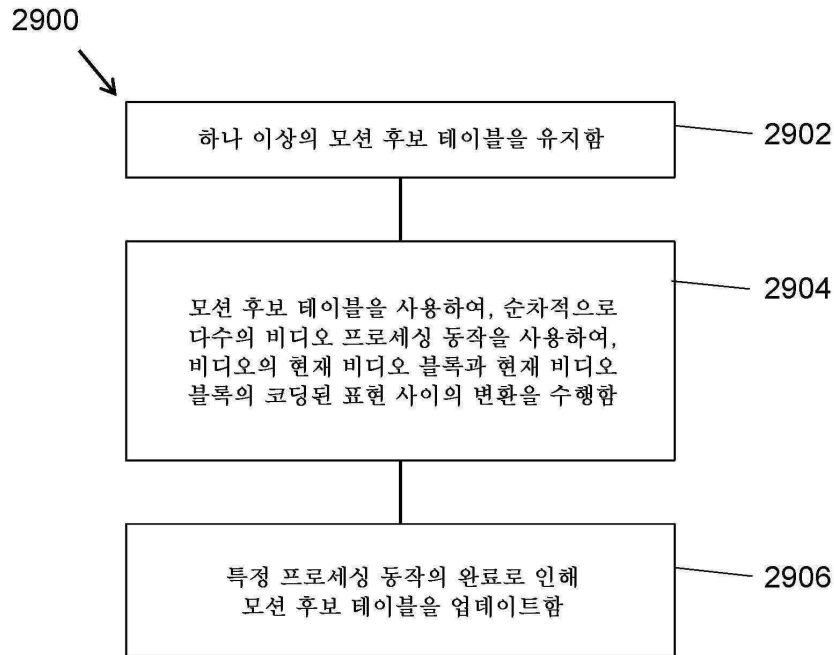 2900
하나 이상의 모션 후보 테이블을 유지함
2902
모션 후보 테이블을 사용하여, 순차적으로
다수의 비디오 프로세싱 동작을 사용하여,
비디오의 현재 비디오 블록과 현재 비디오
블록의 코딩된 표현 사이의 변환을 수행함
2904
특정 프로세싱 동작의 완료로 인해
모션 후보 테이블을 업데이트함
2906